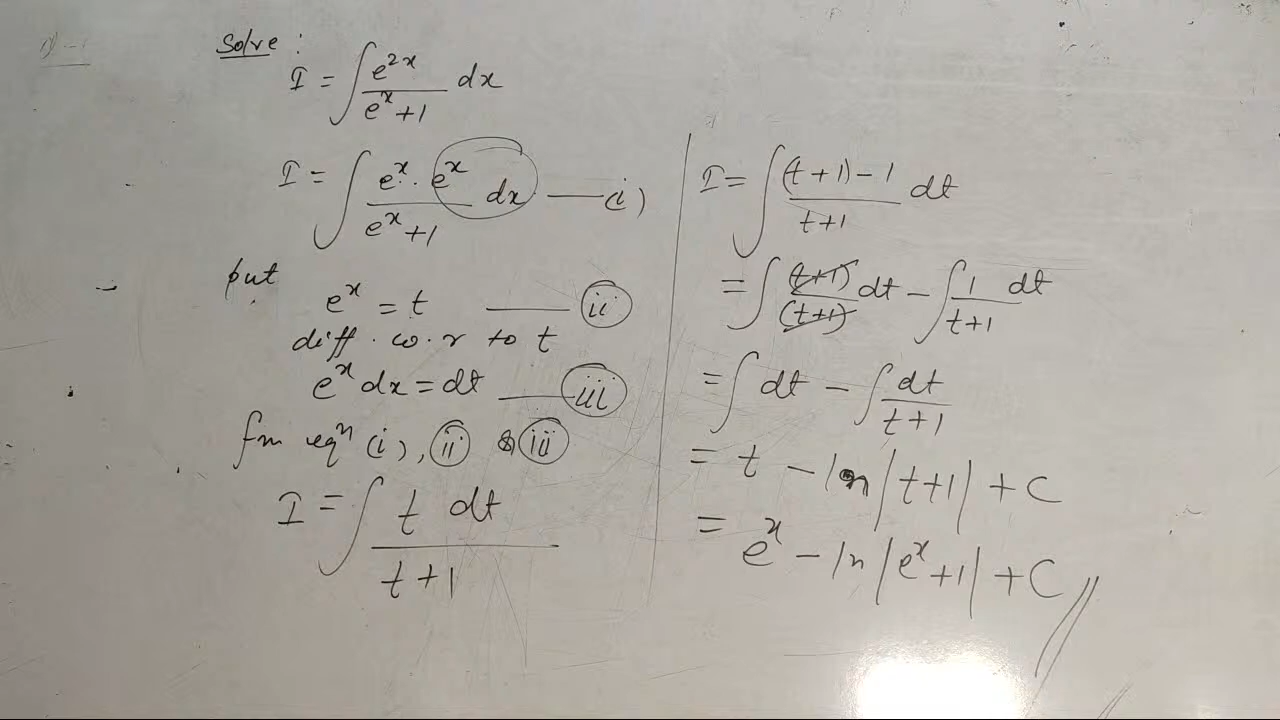 Solve :
I = ∫ e^{2x} / (e^x + 1) dx
I = ∫ e^x · e^x / (e^x + 1) dx — (i)
put
e^x = t — (ii)
diff. w. r to t
e^x dx = dt — (iii)
fm eqn (i), (ii) & (iii)
I = ∫ t dt / (t + 1)
I = ∫ ((t + 1) - 1) / (t + 1) dt
= ∫ (t+1) / (t+1) dt - ∫ 1 / (t+1) dt
= ∫ dt - ∫ dt / (t+1)
= t - ln |t+1| + C
= e^x - ln |e^x + 1| + C //